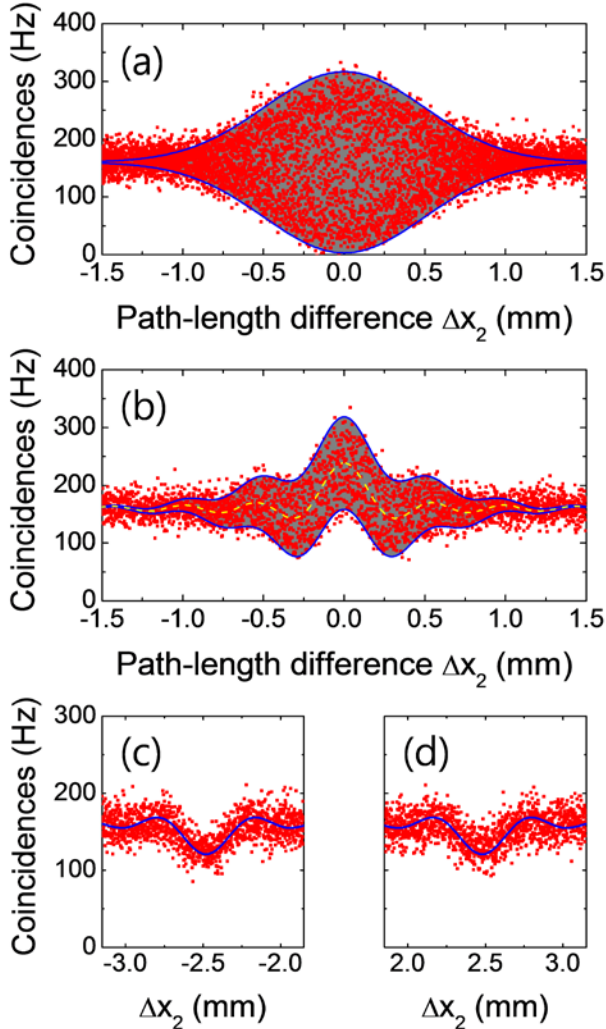 400
(a)
300
200
100
0
Coincidences (Hz)
-1.5 -1.0 -0.5 0.0 0.5 1.0 1.5
Path-length difference Δx₂ (mm)
400
(b)
300
200
100
0
Coincidences (Hz)
-1.5 -1.0 -0.5 0.0 0.5 1.0 1.5
Path-length difference Δx₂ (mm)
300
(c) (d)
200
100
0
Coincidences (Hz)
-3.0 -2.5 -2.0 2.0 2.5 3.0
Δx₂ (mm) Δx₂ (mm)